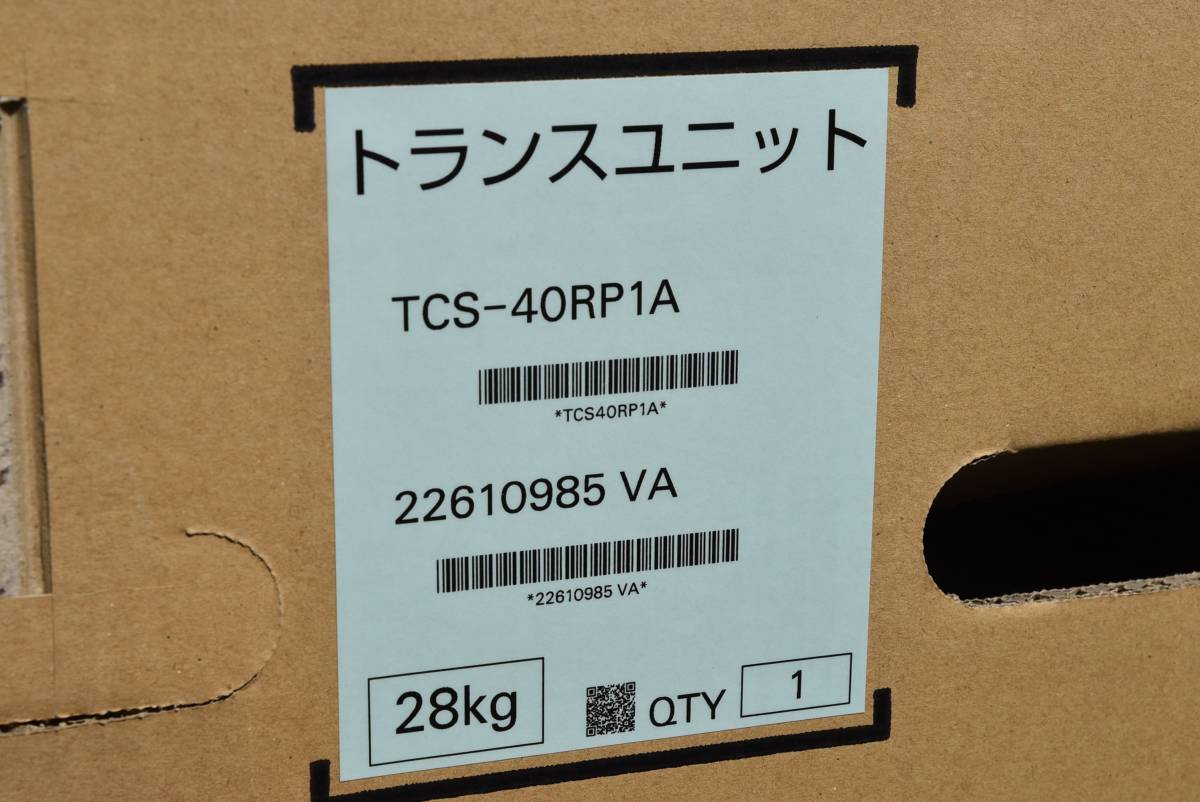 トランスユニット
TCS-40RP1A
*TCS40RP1A*
22610985 VA
*22610985 VA*
28kg
QTY 1